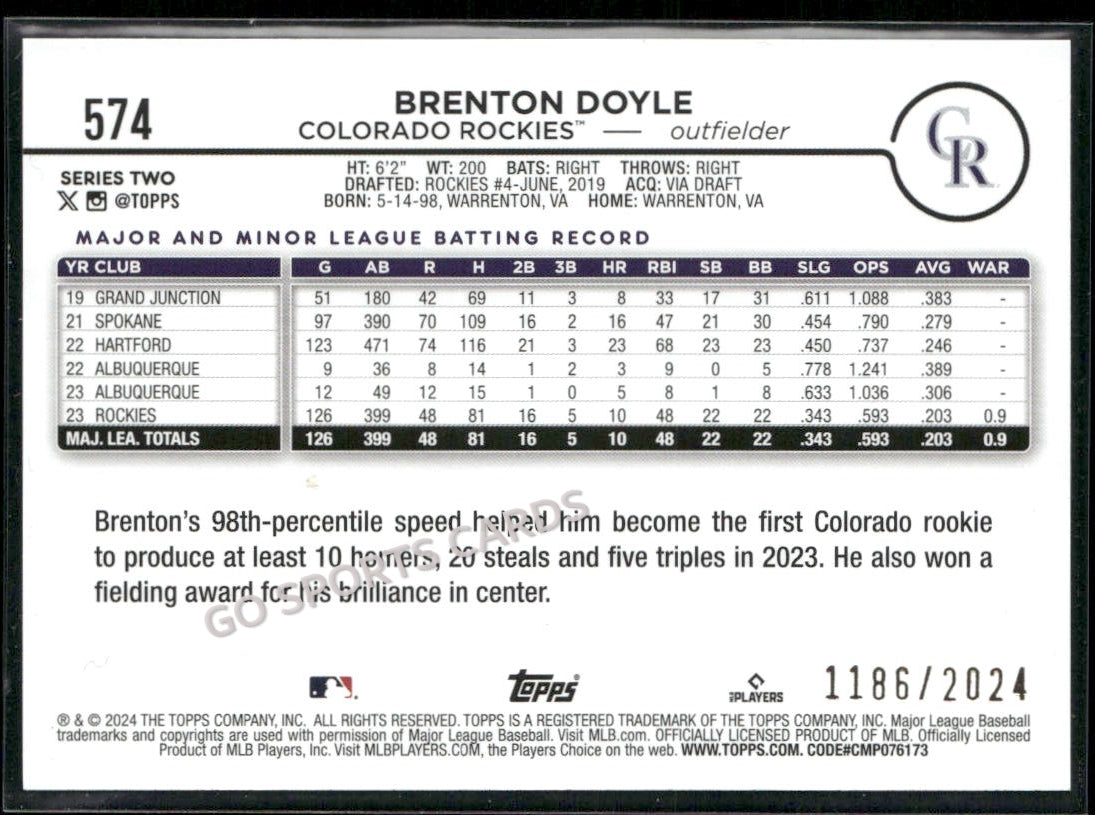 574
BRENTON DOYLE
COLORADO ROCKIES™ — outfielder
CR
SERIES TWO
X @TOPPS
HT: 6'2" WT: 200 BATS: RIGHT THROWS: RIGHT
DRAFTED: ROCKIES #4-JUNE, 2019 ACQ: VIA DRAFT
BORN: 5-14-98, WARRENTON, VA HOME: WARRENTON, VA
MAJOR AND MINOR LEAGUE BATTING RECORD
YR CLUB G AB R H 2B 3B HR RBI SB BB SLG OPS AVG WAR
19 GRAND JUNCTION 51 180 42 69 11 3 8 33 17 31 .611 1.088 .383 -
21 SPOKANE 97 390 70 109 16 2 16 47 21 30 .454 .790 .279 -
22 HARTFORD 123 471 74 116 21 3 23 68 23 23 .450 .737 .246 -
22 ALBUQUERQUE 9 36 8 14 1 2 3 9 0 5 .778 1.241 .389 -
23 ALBUQUERQUE 12 49 12 15 1 0 5 8 1 8 .633 1.036 .306 -
23 ROCKIES 126 399 48 81 16 5 10 48 22 22 .343 .593 .203 0.9
MAJ. LEA. TOTALS 126 399 48 81 16 5 10 48 22 22 .343 .593 .203 0.9
Brenton's 98th-percentile speed helped him become the first Colorado rookie
to produce at least 10 homers, 20 steals and five triples in 2023. He also won a
fielding award for his brilliance in center.
GO SPORTS CARDS
topps
PLAYERS
1186/2024
® & © 2024 THE TOPPS COMPANY, INC. ALL RIGHTS RESERVED. TOPPS IS A REGISTERED TRADEMARK OF THE TOPPS COMPANY, INC. Major League Baseball
trademarks and copyrights are used with permission of Major League Baseball. Visit MLB.com. OFFICIALLY LICENSED PRODUCT OF MLB. Officially Licensed
Product of MLB Players, Inc. Visit MLBPLAYERS.COM, the Players Choice on the web. WWW.TOPPS.COM. CODE#CMP076173